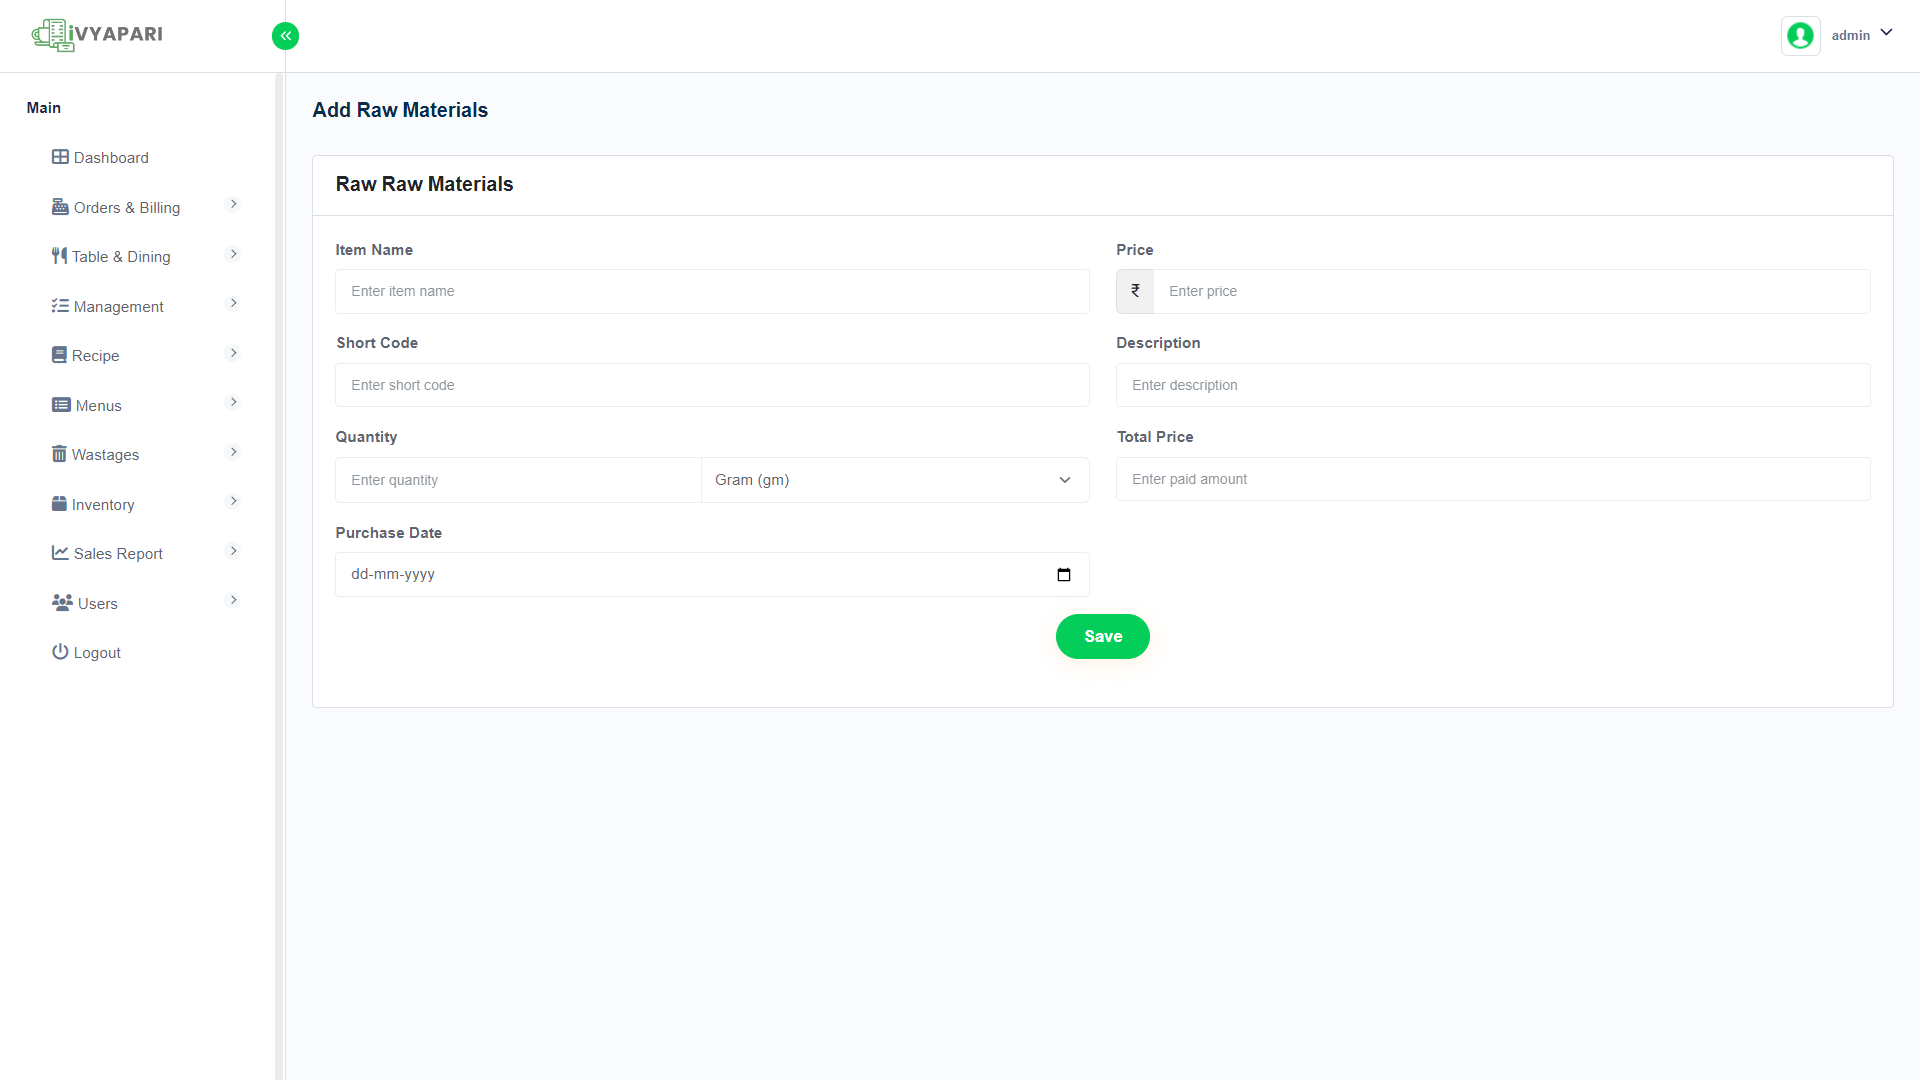 iVYAPARI
admin
Main
Dashboard
Orders & Billing
Table & Dining
Management
Recipe
Menus
Wastages
Inventory
Sales Report
Users
Logout
Add Raw Materials
Raw Raw Materials
Item Name
Enter item name
Price
₹ Enter price
Short Code
Enter short code
Description
Enter description
Quantity
Enter quantity
Gram (gm)
Total Price
Enter paid amount
Purchase Date
dd-mm-yyyy
Save